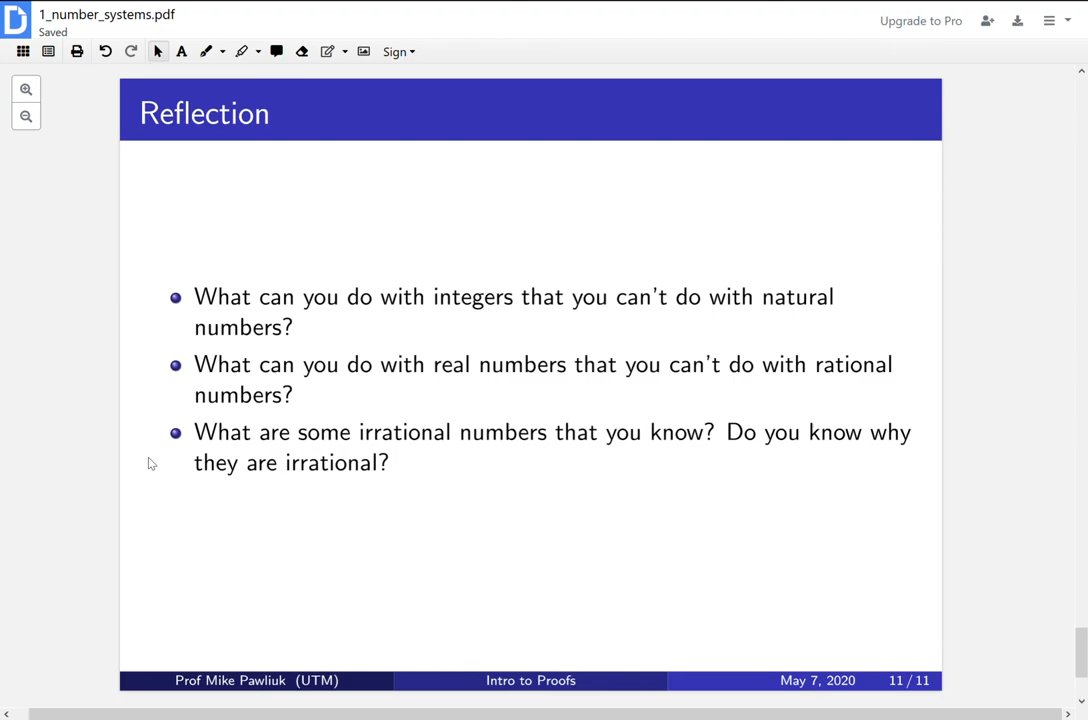 1_number_systems.pdf
Saved
Upgrade to Pro
Sign
Reflection
What can you do with integers that you can't do with natural
numbers?
What can you do with real numbers that you can't do with rational
numbers?
What are some irrational numbers that you know? Do you know why
they are irrational?
Prof Mike Pawliuk (UTM) Intro to Proofs May 7, 2020 11 / 11